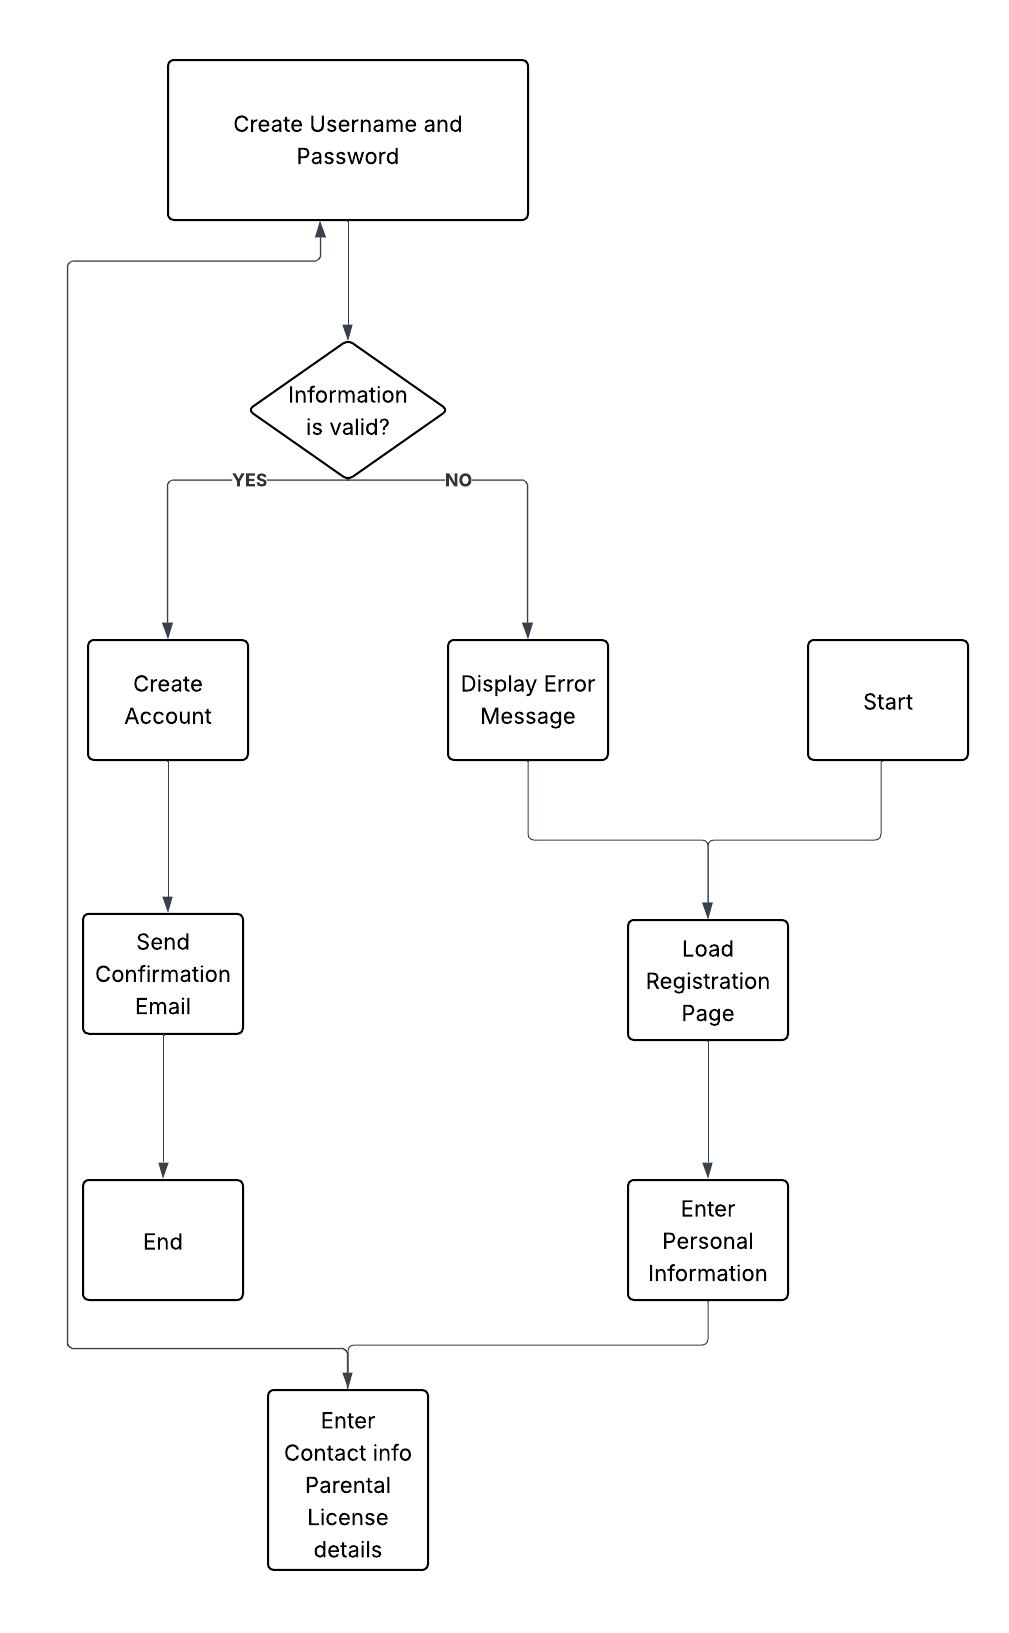 Create Username and
Password
Information
is valid?
YES
NO
Create
Account
Display Error
Message
Start
Send
Confirmation
Email
Load
Registration
Page
End
Enter
Personal
Information
Enter
Contact info
Parental
License
details